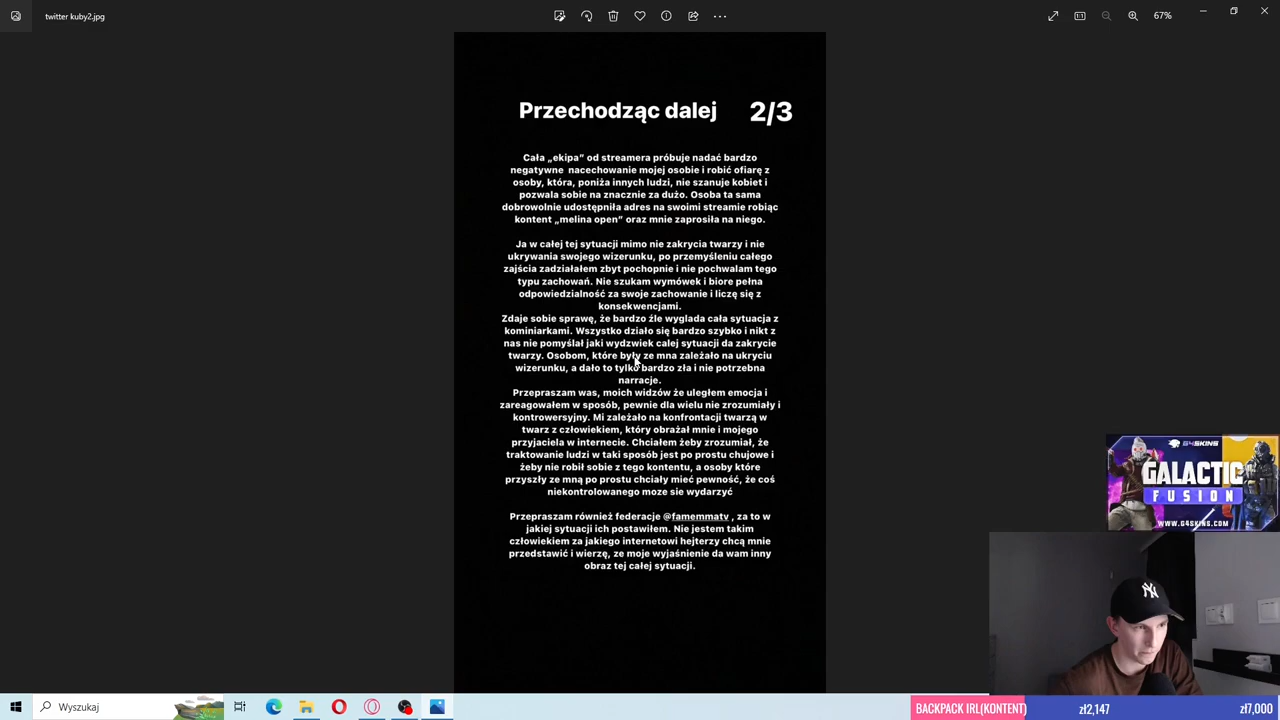 twitter kuby2.jpg
67%
Przechodząc dalej 2/3
Cała „ekipa” od streamera próbuje nadać bardzo
negatywne nacechowanie mojej osobie i robić ofiarę z
osoby, która, poniża innych ludzi, nie szanuje kobiet i
pozwala sobie na znacznie za dużo. Osoba ta sama
dobrowolnie udostępniła adres na swoimi streamie robiąc
kontent „melina open” oraz mnie zaprosiła na niego.
Ja w całej tej sytuacji mimo nie zakrycia twarzy i nie
ukrywania swojego wizerunku, po przemyśleniu całego
zajścia zadziałałem zbyt pochopnie i nie pochwalam tego
typu zachowań. Nie szukam wymówek i biore pełna
odpowiedzialność za swoje zachowanie i liczę się z
konsekwencjami.
Zdaje sobie sprawę, że bardzo źle wyglada cała sytuacja z
kominiarkami. Wszystko działo się bardzo szybko i nikt z
nas nie pomyślał jaki wydzwiek calej sytuacji da zakrycie
twarzy. Osobom, które były ze mna zależało na ukryciu
wizerunku, a dało to tylko bardzo zła i nie potrzebna
narracje.
Przepraszam was, moich widzów że uległem emocja i
zareagowałem w sposób, pewnie dla wielu nie zrozumiały i
kontrowersyjny. Mi zależało na konfrontacji twarzą w
twarz z człowiekiem, który obrażał mnie i mojego
przyjaciela w internecie. Chciałem żeby zrozumiał, że
traktowanie ludzi w taki sposób jest po prostu chujowe i
żeby nie robił sobie z tego kontentu, a osoby które
przyszły ze mną po prostu chciały mieć pewność, że coś
niekontrolowanego moze sie wydarzyć
Przepraszam również federacje @famemmatv , za to w
jakiej sytuacji ich postawiłem. Nie jestem takim
człowiekiem za jakiego internetowi hejterzy chcą mnie
przedstawić i wierzę, ze moje wyjaśnienie da wam inny
obraz tej całej sytuacji.
G4SKINS
GALACTIC
FUSION
WWW.G4SKINS.COM
NY
Wyszukaj
BACKPACK IRL(KONTENT) zł2,147 zł7,000